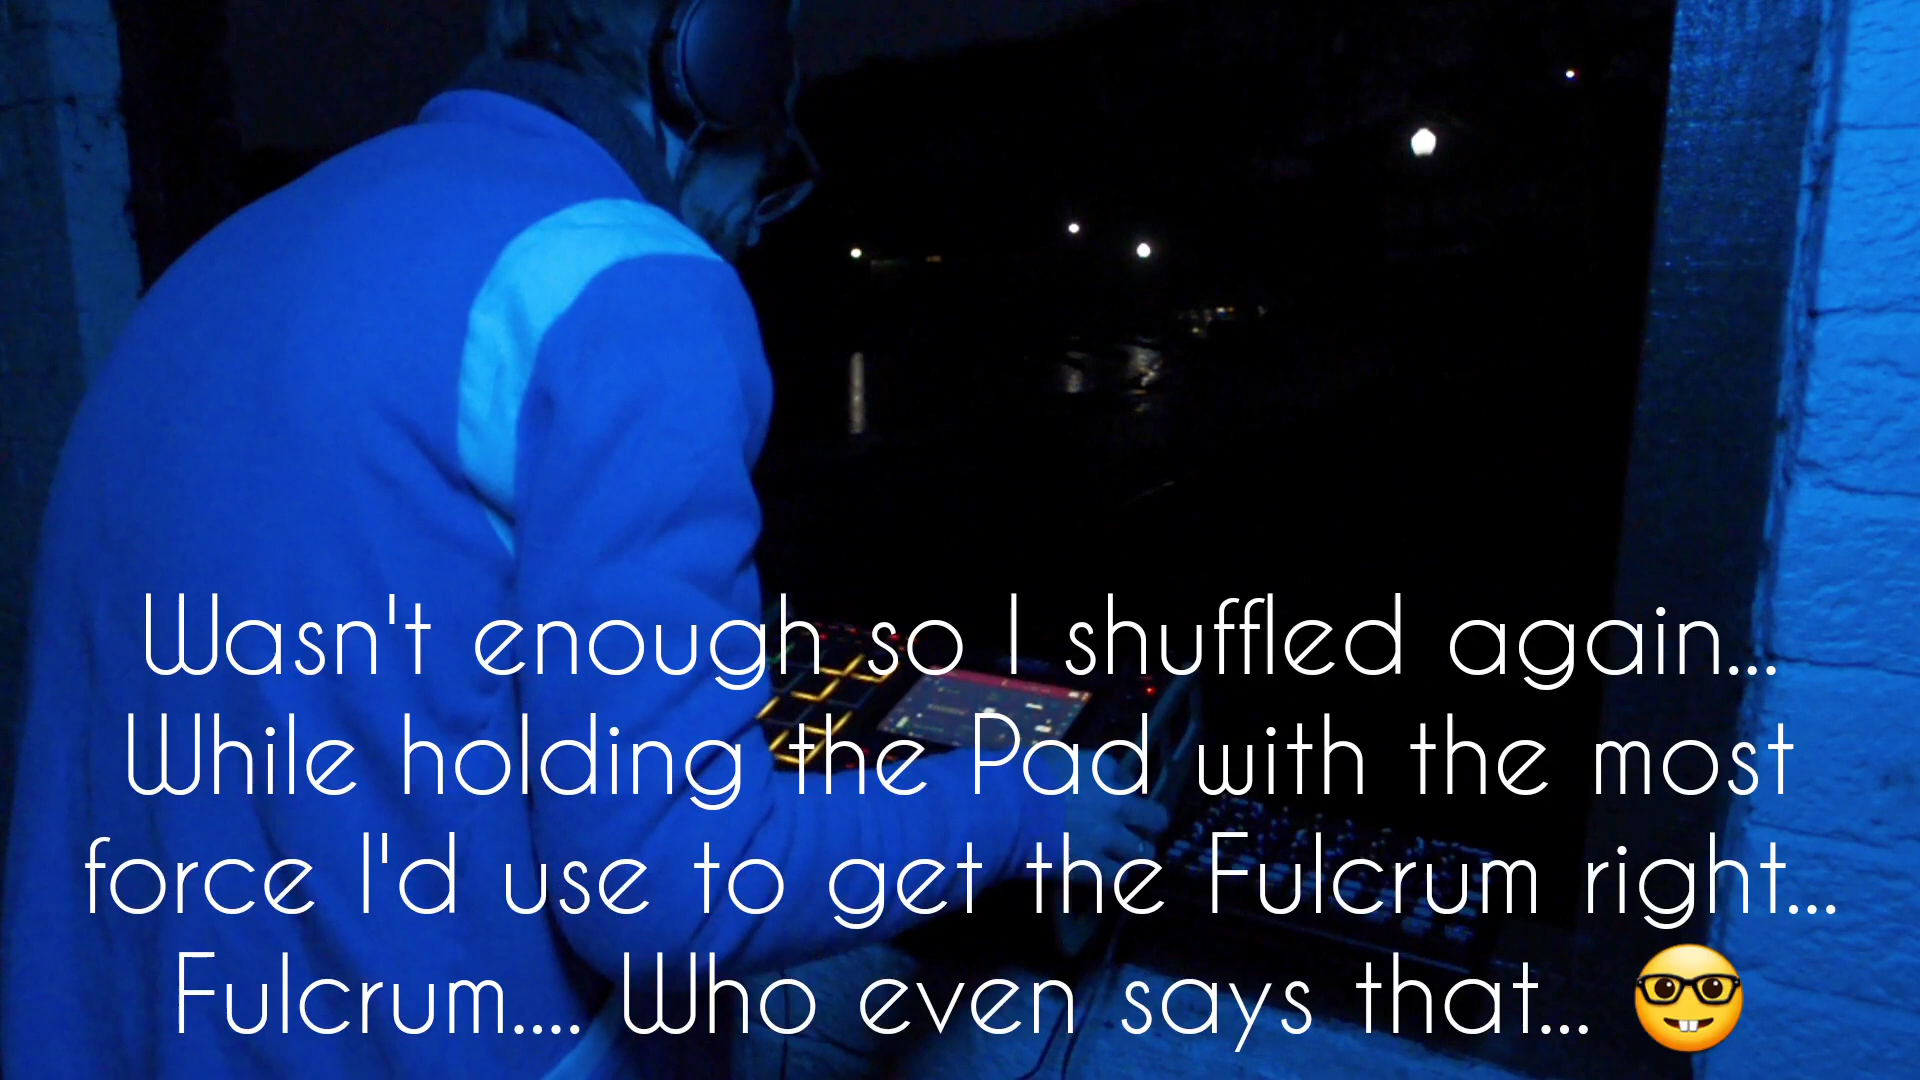 Wasn't enough so I shuffled again...
While holding the Pad with the most
force I'd use to get the Fulcrum right...
Fulcrum.... Who even says that... 🤓